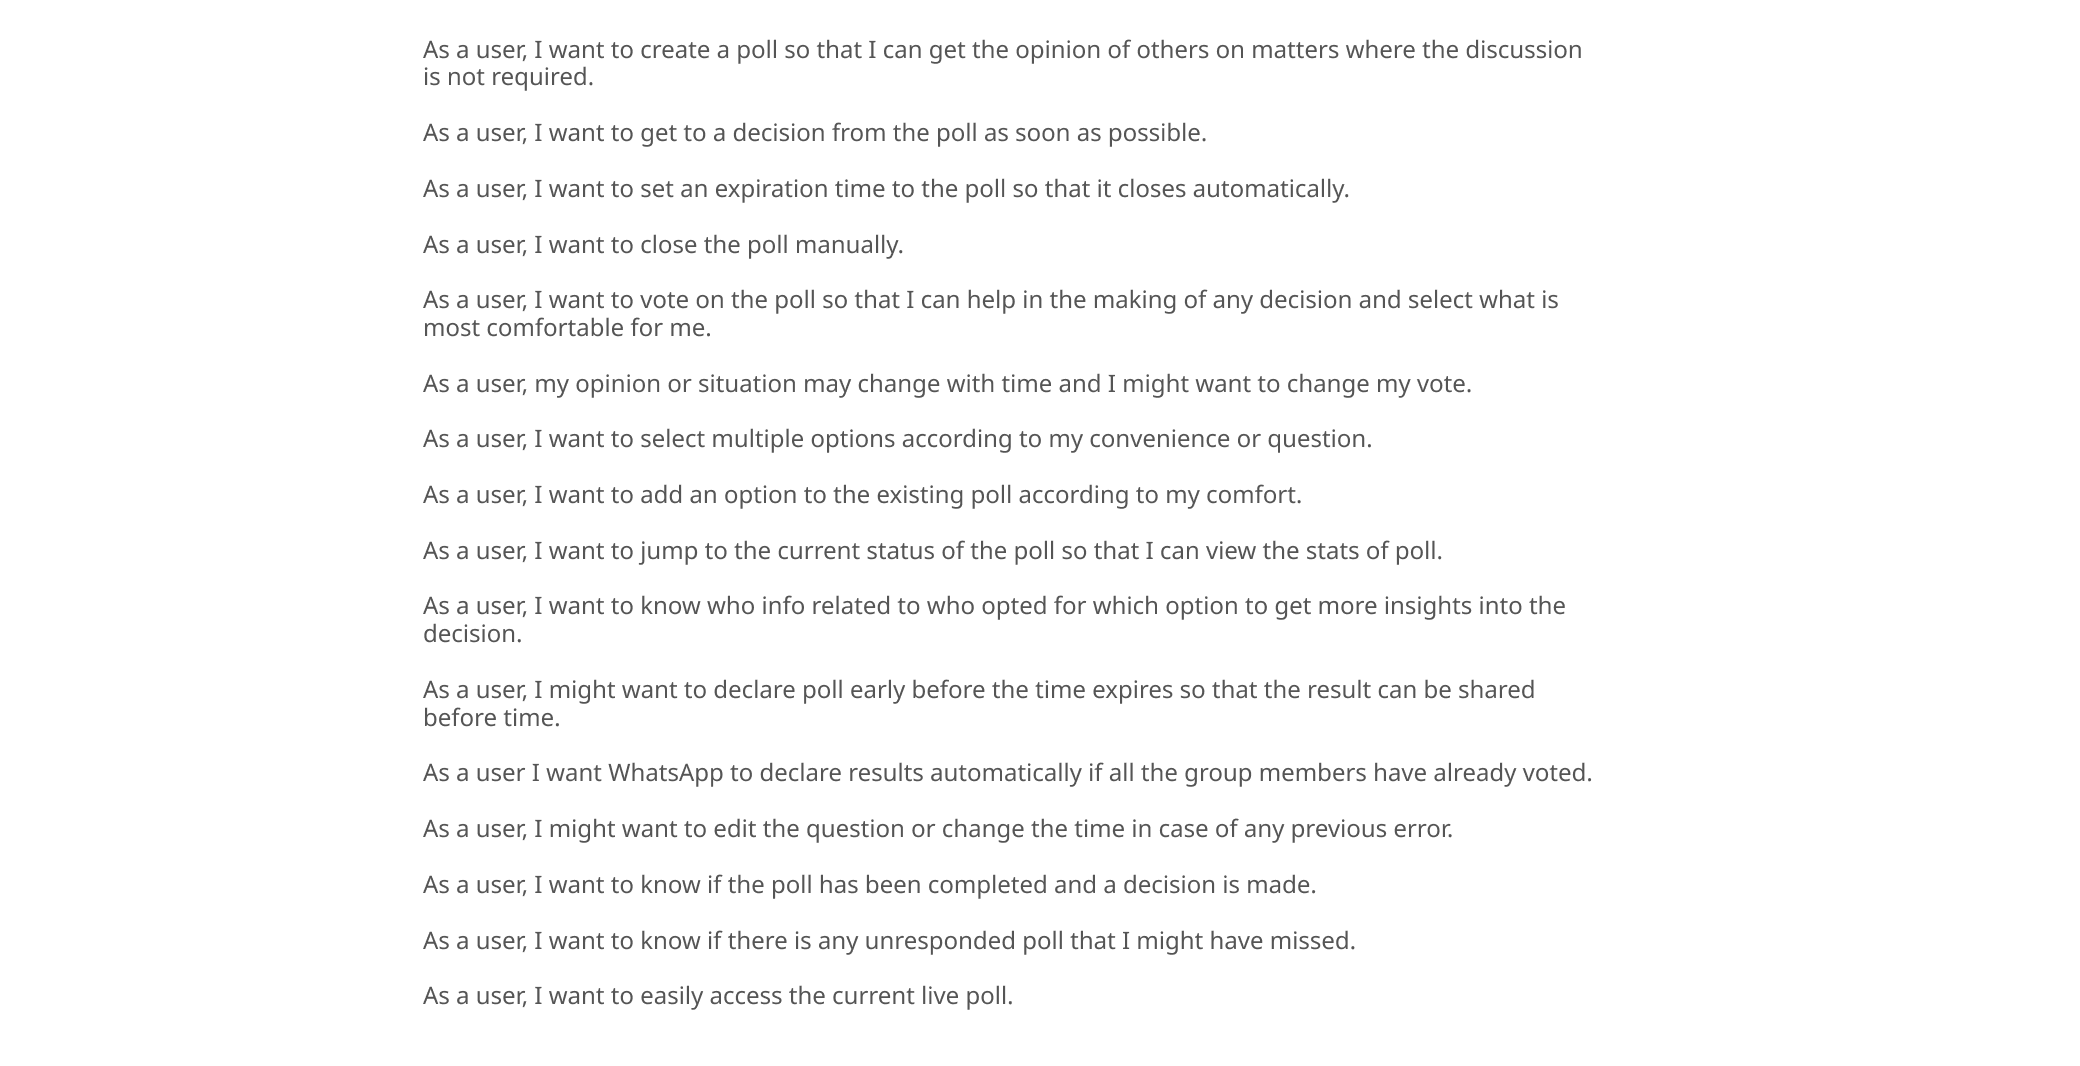 As a user, I want to create a poll so that I can get the opinion of others on matters where the discussion
is not required.
As a user, I want to get to a decision from the poll as soon as possible.
As a user, I want to set an expiration time to the poll so that it closes automatically.
As a user, I want to close the poll manually.
As a user, I want to vote on the poll so that I can help in the making of any decision and select what is
most comfortable for me.
As a user, my opinion or situation may change with time and I might want to change my vote.
As a user, I want to select multiple options according to my convenience or question.
As a user, I want to add an option to the existing poll according to my comfort.
As a user, I want to jump to the current status of the poll so that I can view the stats of poll.
As a user, I want to know who info related to who opted for which option to get more insights into the
decision.
As a user, I might want to declare poll early before the time expires so that the result can be shared
before time.
As a user I want WhatsApp to declare results automatically if all the group members have already voted.
As a user, I might want to edit the question or change the time in case of any previous error.
As a user, I want to know if the poll has been completed and a decision is made.
As a user, I want to know if there is any unresponded poll that I might have missed.
As a user, I want to easily access the current live poll.